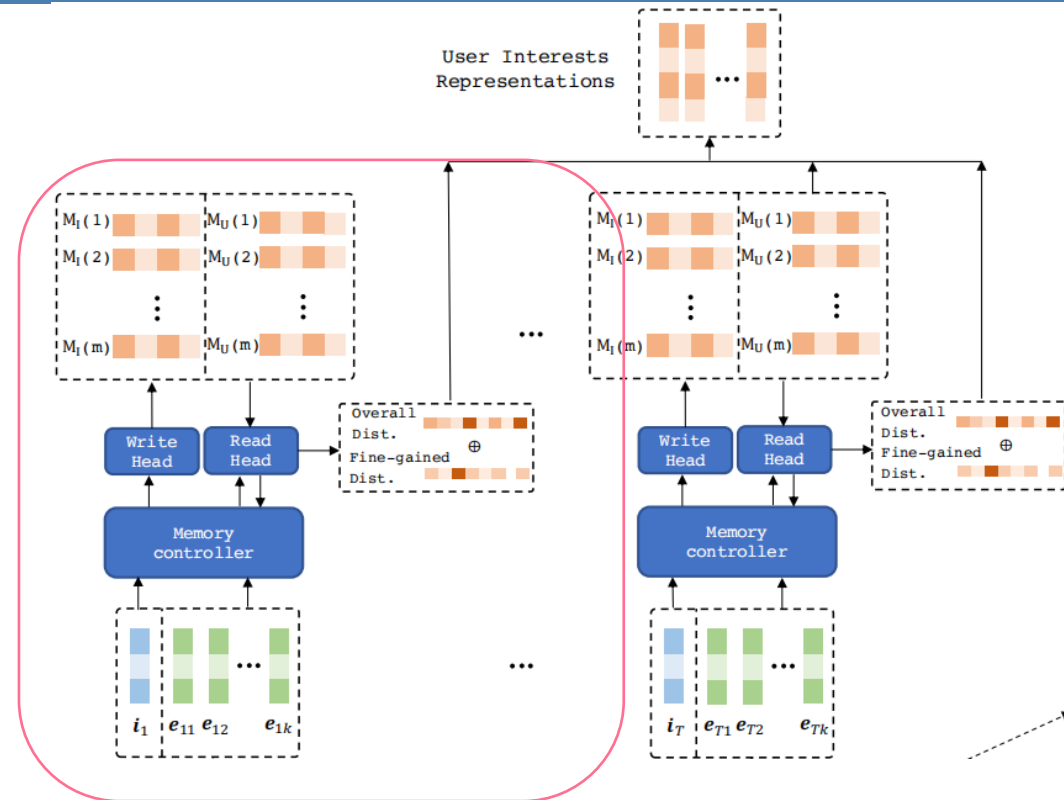 User Interests
Representations
M_I(1) M_U(1)
M_I(2) M_U(2)
M_I(m) M_U(m)
...
M_I(1) M_U(1)
M_I(2) M_U(2)
M_I(m) M_U(m)
Write
Head
Read
Head
Overall
Dist.
⊕
Fine-gained
Dist.
Write
Head
Read
Head
Overall
Dist.
⊕
Fine-gained
Dist.
Memory
controller
Memory
controller
...
i_1 e_11 e_12 ... e_1k
i_T e_T1 e_T2 ... e_Tk